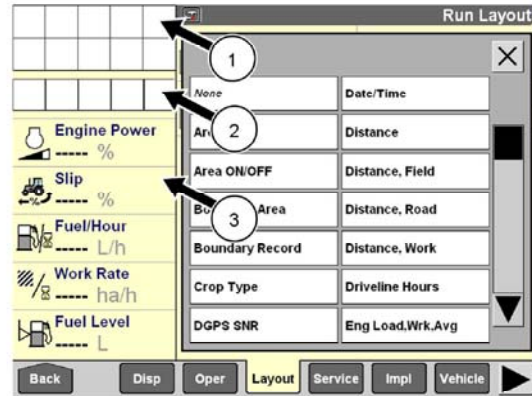 Run Layout
1
None
Date/Time
2
Distance
Engine Power
----- %
Area ON/OFF
Distance, Field
Slip
----- %
3
Area
Distance, Road
Fuel/Hour
----- L/h
Boundary Record
Distance, Work
Work Rate
----- ha/h
Crop Type
Driveline Hours
Fuel Level
----- L
DGPS SNR
Eng Load,Wrk,Avg
Back
Disp
Oper
Layout
Service
Impl
Vehicle